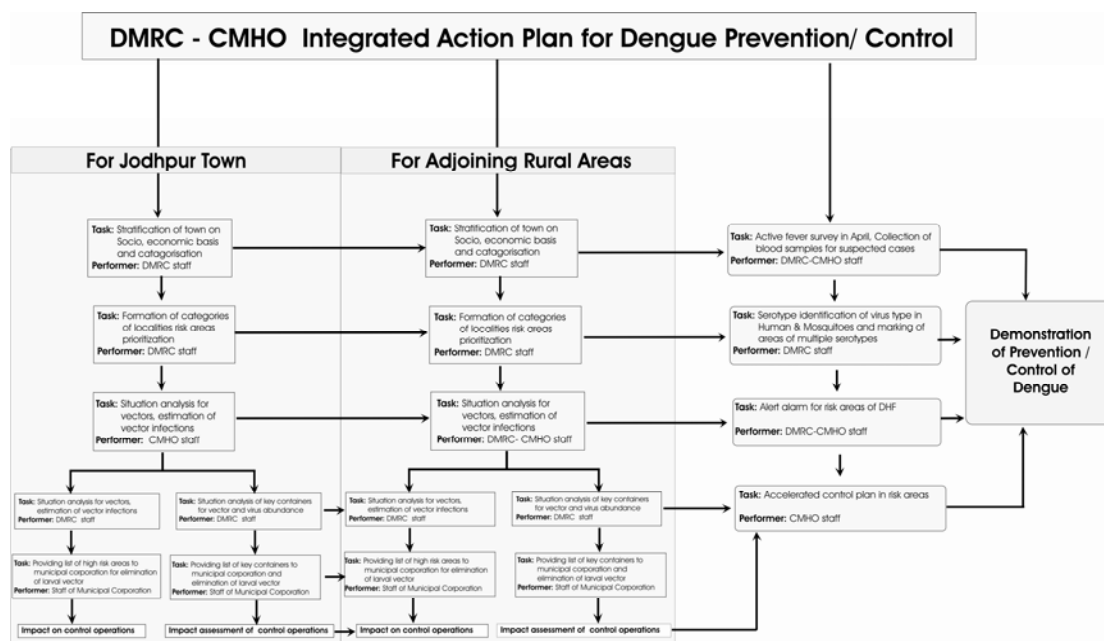 DMRC - CMHO Integrated Action Plan for Dengue Prevention/ Control
For Jodhpur Town
Task: Stratification of town on
Socio, economic basis
and catagorisation
Performer: DMRC staff
Task: Formation of categories
of localities risk areas
prioritization
Performer: DMRC staff
Task: Situation analysis for
vectors, estimation of
vector infections
Performer: CMHO staff
Task: Situation analysis for vectors,
estimation of vector infections
Performer: DMRC staff
Task: Situation analysis of key containers
for vector and virus abundance
Performer: DMRC staff
Task: Providing list of high risk areas to
municipal corporation for elimination
of larval vector
Performer: Staff of Municipal Corporation
Task: Providing list of key containers to
municipal corporation and
elimination of larval vector
Performer: Staff of Municipal Corporation
Impact on control operations
Impact assessment of control operations
For Adjoining Rural Areas
Task: Stratification of town on
Socio, economic basis
and catagorisation
Performer: DMRC staff
Task: Formation of categories
of localities risk areas
prioritization
Performer: DMRC staff
Task: Situation analysis for
vectors, estimation of
vector infections
Performer: DMRC- CMHO staff
Task: Situation analysis for vectors,
estimation of vector infections
Performer: DMRC staff
Task: Situation analysis of key containers
for vector and virus abundance
Performer: DMRC staff
Task: Providing list of high risk areas to
municipal corporation for elimination
of larval vector
Performer: Staff of Municipal Corporation
Task: Providing list of key containers to
municipal corporation and
elimination of larval vector
Performer: Staff of Municipal Corporation
Impact on control operations
Impact assessment of control operations
Task: Active fever survey in April, Collection of
blood samples for suspected cases
Performer: DMRC-CMHO staff
Task: Serotype identification of virus type in
Human & Mosquitoes and marking of
areas of multiple serotypes
Performer: DMRC staff
Task: Alert alarm for risk areas of DHF
Performer: DMRC-CMHO staff
Task: Accelerated control plan in risk areas
Performer: CMHO staff
Demonstration
of Prevention /
Control of
Dengue